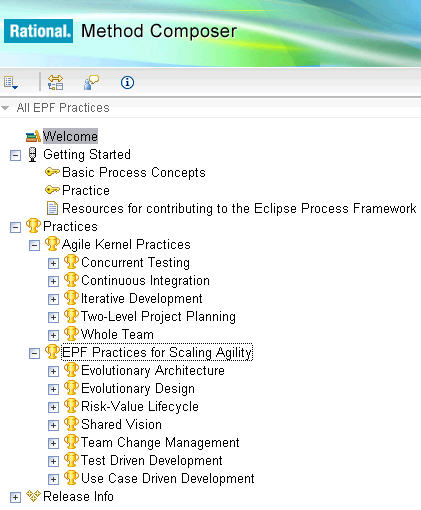 Rational. Method Composer
All EPF Practices
Welcome
Getting Started
Basic Process Concepts
Practice
Resources for contributing to the Eclipse Process Framework
Practices
Agile Kernel Practices
Concurrent Testing
Continuous Integration
Iterative Development
Two-Level Project Planning
Whole Team
EPF Practices for Scaling Agility
Evolutionary Architecture
Evolutionary Design
Risk-Value Lifecycle
Shared Vision
Team Change Management
Test Driven Development
Use Case Driven Development
Release Info